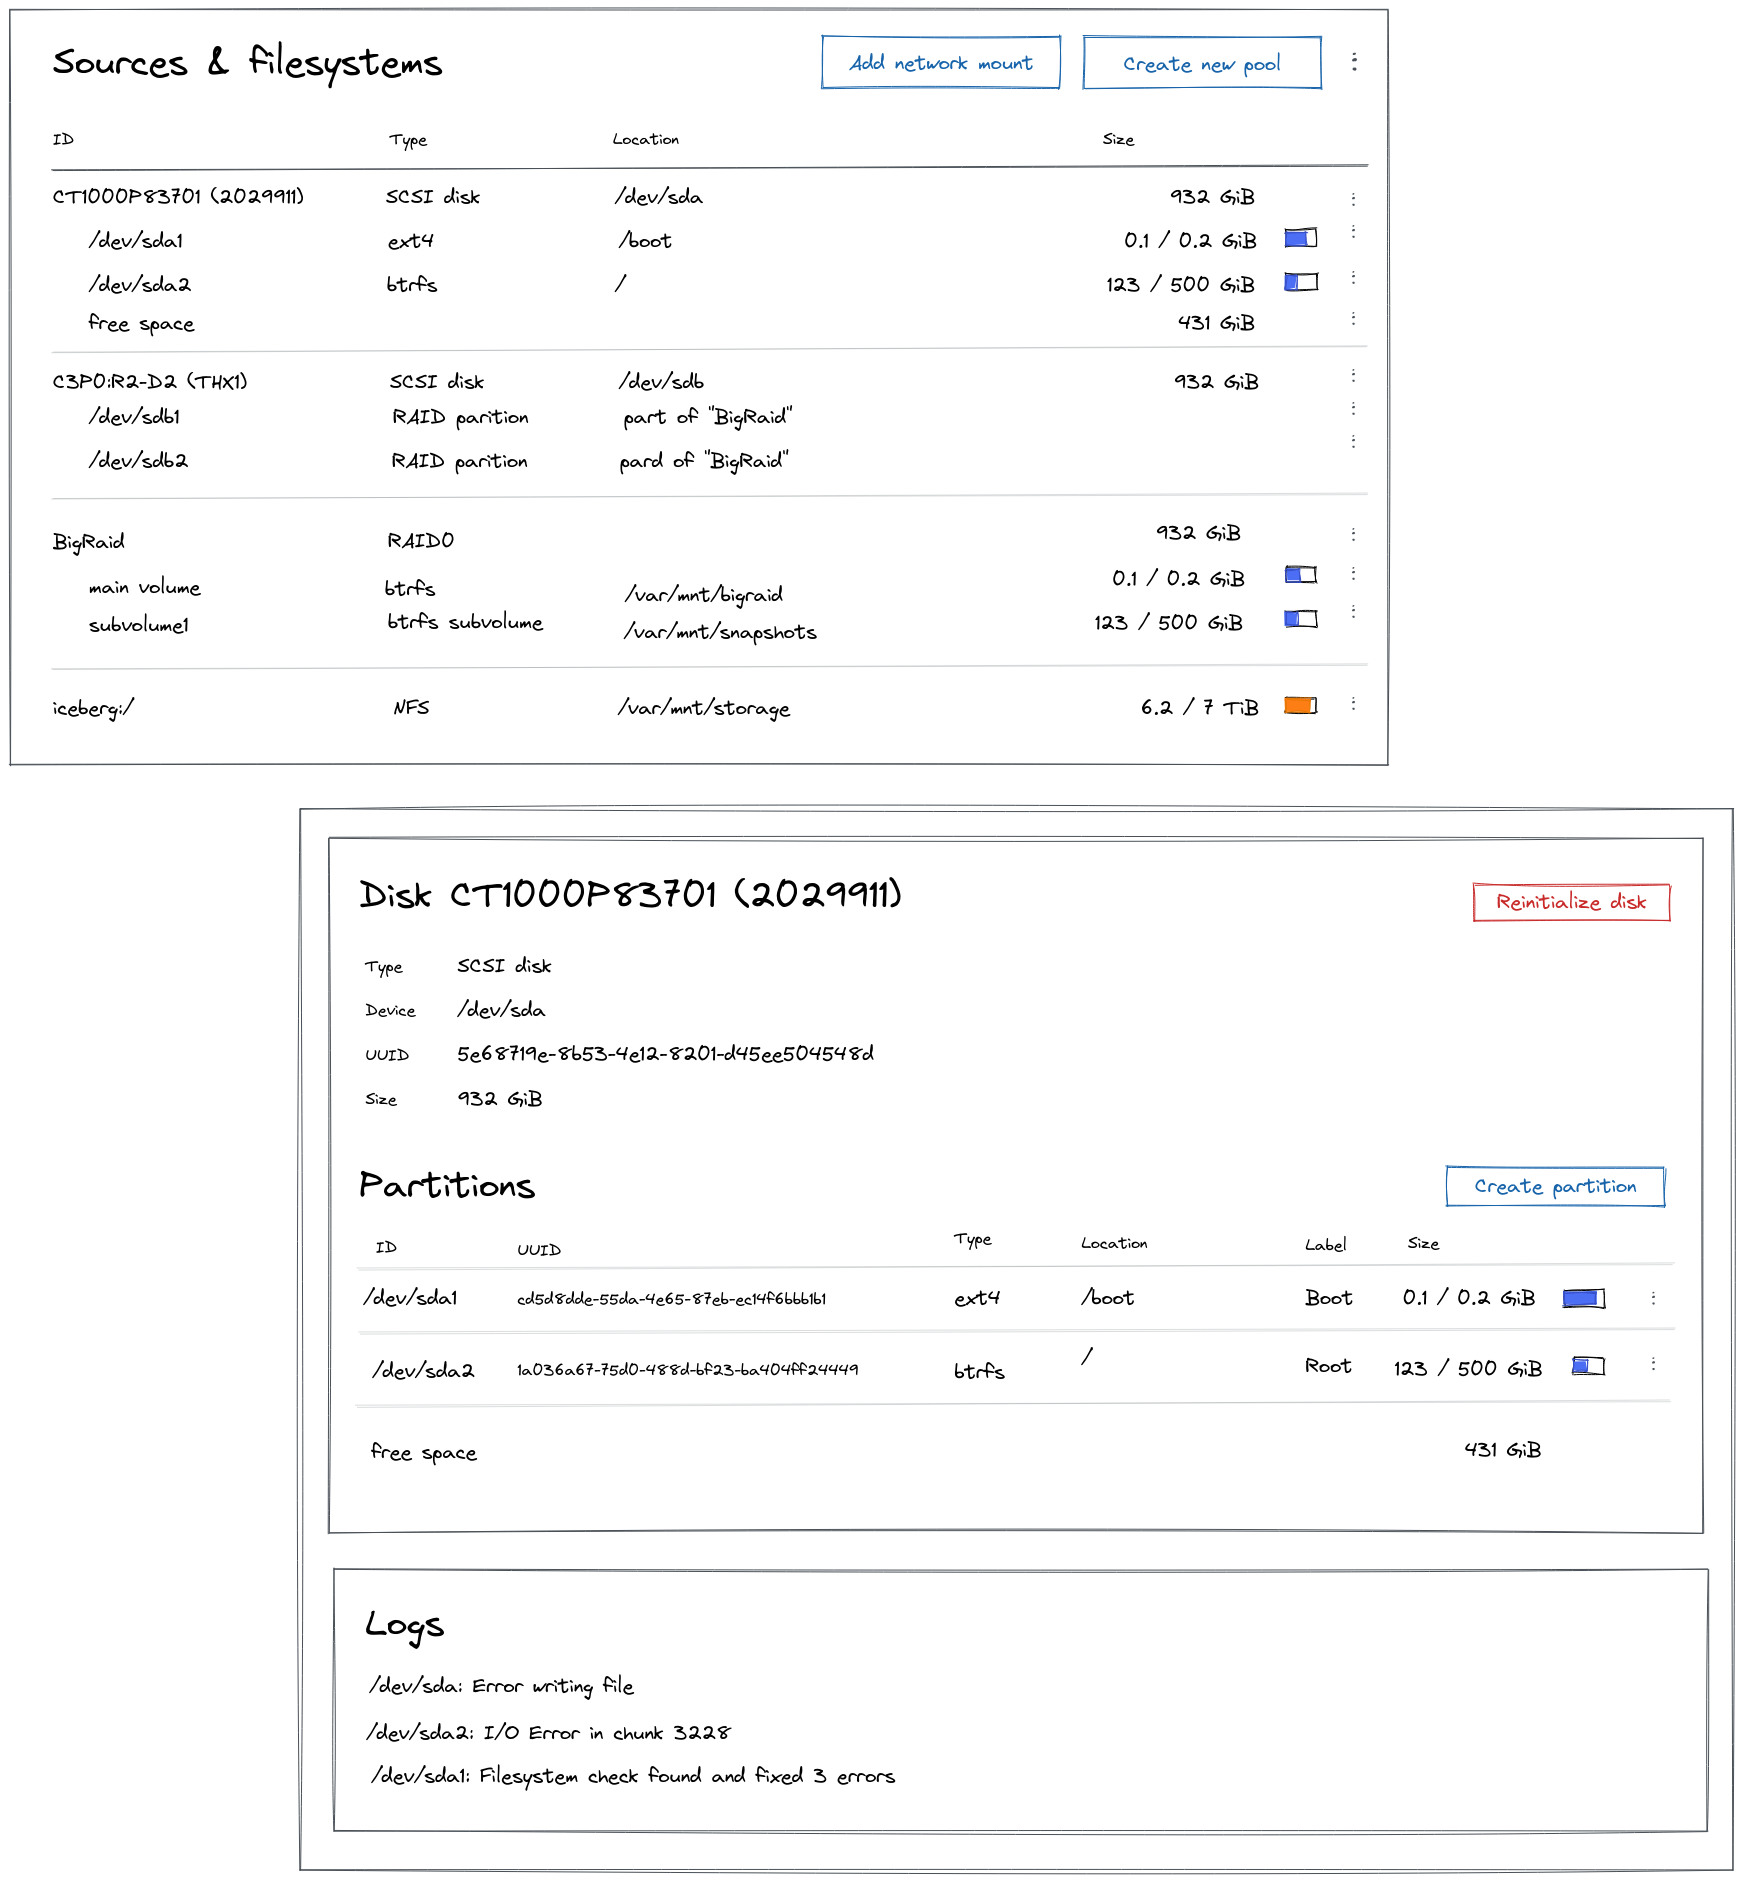 Sources & filesystems Add network mount Create new pool
ID Type Location Size
CT1000P83701 (2029911) SCSI disk /dev/sda 932 GiB
/dev/sda1 ext4 /boot 0.1 / 0.2 GiB
/dev/sda2 btrfs / 123 / 500 GiB
free space 431 GiB
C3PO:R2-D2 (THX1) SCSI disk /dev/sdb 932 GiB
/dev/sdb1 RAID parition part of "BigRaid"
/dev/sdb2 RAID parition pard of "BigRaid"
BigRaid RAID0 932 GiB
main volume btrfs /var/mnt/bigraid 0.1 / 0.2 GiB
subvolume1 btrfs subvolume /var/mnt/snapshots 123 / 500 GiB
iceberg:/ NFS /var/mnt/storage 6.2 / 7 TiB
Disk CT1000P83701 (2029911) Reinitialize disk
Type SCSI disk
Device /dev/sda
UUID 5e68719e-8b53-4e12-8201-d45ee504548d
Size 932 GiB
Partitions Create partition
ID UUID Type Location Label Size
/dev/sda1 cd5d8dde-55da-4e65-87eb-ec14f6bbb1b1 ext4 /boot Boot 0.1 / 0.2 GiB
/dev/sda2 1a036a67-75d0-488d-bf23-ba404ff24449 btrfs / Root 123 / 500 GiB
free space 431 GiB
Logs
/dev/sda: Error writing file
/dev/sda2: I/O Error in chunk 3228
/dev/sda1: Filesystem check found and fixed 3 errors